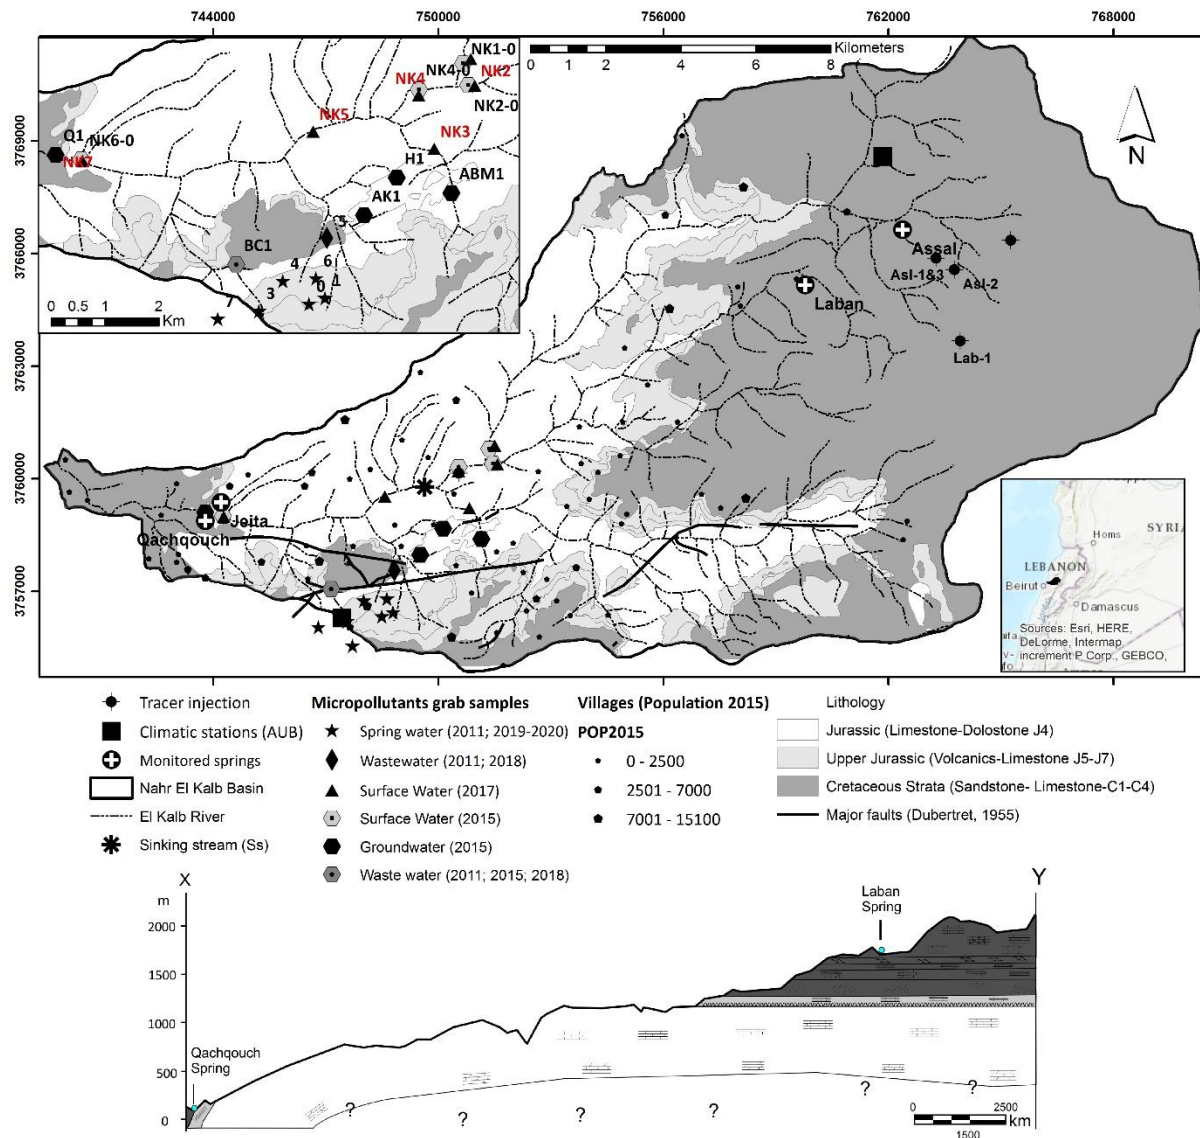 744000
750000
756000
762000
768000
Kilometers
0 1 2 4 6 8
N
3769000
3766000
3763000
3760000
3757000
NK1-0
NK4-0
NK2
NK4
NK2-0
NK5
NK3
Q1
NK6-0
NK7
H1
ABM1
AK1
5
BC1
6
4
1
0
3
0 0.5 1 2
Km
Assal
Asl-1&3
Asl-2
Laban
Lab-1
Jeita
Qachqouch
SYRI
Homs
LEBANON
Beirut
Damascus
Sources: Esri, HERE,
DeLorme, Intermap,
increment P Corp., GEBCO,
Tracer injection
Climatic stations (AUB)
Monitored springs
Nahr El Kalb Basin
El Kalb River
Sinking stream (Ss)
Micropollutants grab samples
Spring water (2011; 2019-2020)
Wastewater (2011; 2018)
Surface Water (2017)
Surface Water (2015)
Groundwater (2015)
Waste water (2011; 2015; 2018)
Villages (Population 2015)
POP2015
0 - 2500
2501 - 7000
7001 - 15100
Lithology
Jurassic (Limestone-Dolostone J4)
Upper Jurassic (Volcanics-Limestone J5-J7)
Cretaceous Strata (Sandstone- Limestone-C1-C4)
Major faults (Dubertret, 1955)
X
Y
m
2000
1500
1000
500
0
Laban
Spring
Qachqouch
Spring
? ? ? ? ? ?
0 2500
km
1500